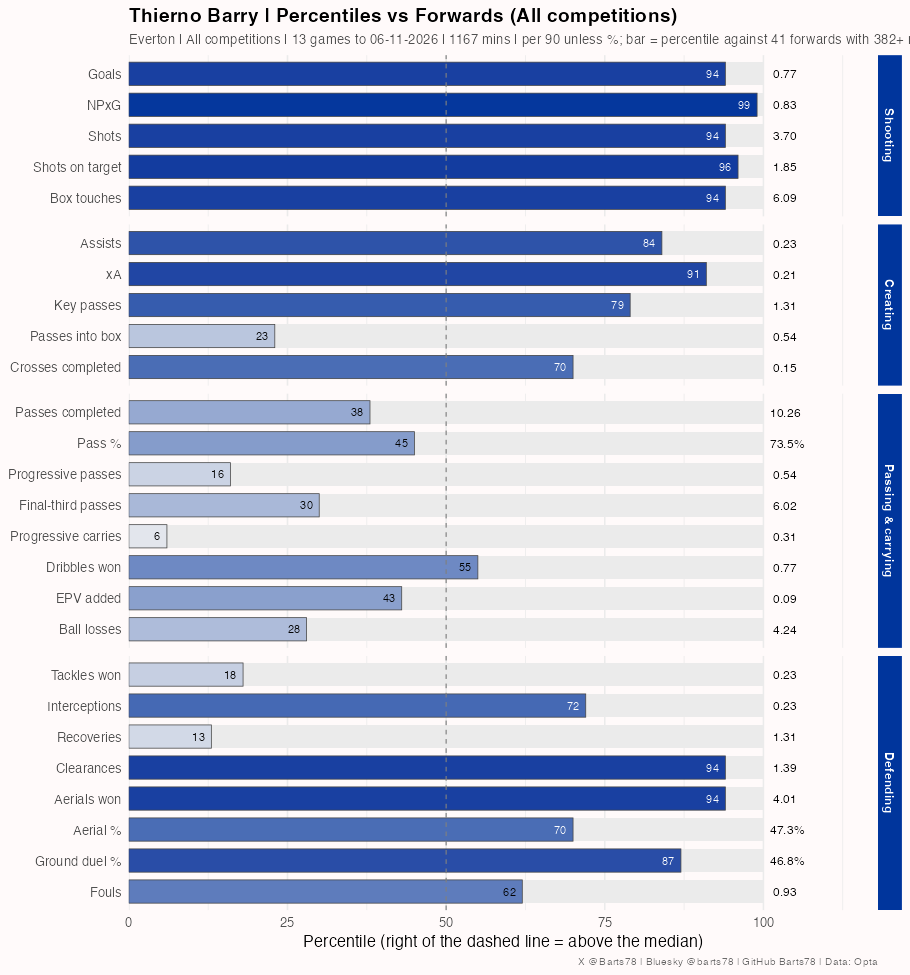 Thierno Barry | Percentiles vs Forwards (All competitions)
Everton | All competitions | 13 games to 06-11-2026 | 1167 mins | per 90 unless %; bar = percentile against 41 forwards with 382+
Shooting
Goals 94 0.77
NPxG 99 0.83
Shots 94 3.70
Shots on target 96 1.85
Box touches 94 6.09
Creating
Assists 84 0.23
xA 91 0.21
Key passes 79 1.31
Passes into box 23 0.54
Crosses completed 70 0.15
Passing & carrying
Passes completed 38 10.26
Pass % 45 73.5%
Progressive passes 16 0.54
Final-third passes 30 6.02
Progressive carries 6 0.31
Dribbles won 55 0.77
EPV added 43 0.09
Ball losses 28 4.24
Defending
Tackles won 18 0.23
Interceptions 72 0.23
Recoveries 13 1.31
Clearances 94 1.39
Aerials won 94 4.01
Aerial % 70 47.3%
Ground duel % 87 46.8%
Fouls 62 0.93
0 25 50 75 100
Percentile (right of the dashed line = above the median)
X @Barts78 | Bluesky @barts78 | GitHub Barts78 | Data: Opta